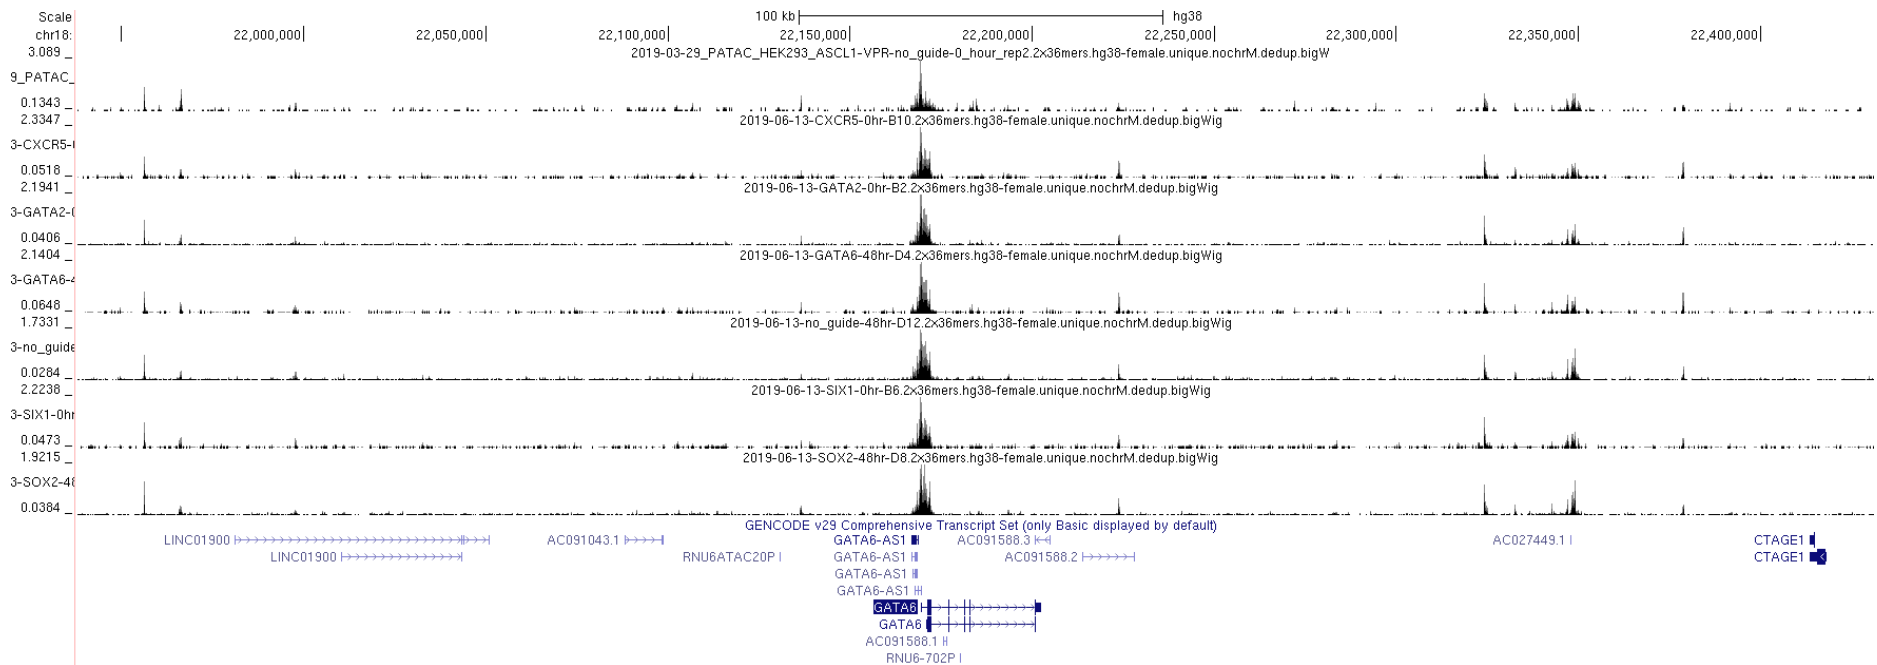 Scale 100 kb hg38
chr18: 22,000,000 22,050,000 22,100,000 22,150,000 22,200,000 22,250,000 22,300,000 22,350,000 22,400,000
3.089 _ 2019-03-29_PATAC_HEK293_ASCL1-VPR-no_guide-0_hour_rep2.2x36mers.hg38-female.unique.nochrM.dedup.bigW
9_PATAC_
0.1343 _
2.3347 _ 2019-06-13-CXCR5-0hr-B10.2x36mers.hg38-female.unique.nochrM.dedup.bigWig
3-CXCR5-
0.0518 _
2.1941 _ 2019-06-13-GATA2-0hr-B2.2x36mers.hg38-female.unique.nochrM.dedup.bigWig
3-GATA2-0
0.0406 _
2.1404 _ 2019-06-13-GATA6-48hr-D4.2x36mers.hg38-female.unique.nochrM.dedup.bigWig
3-GATA6-4
0.0648 _
1.7331 _ 2019-06-13-no_guide-48hr-D12.2x36mers.hg38-female.unique.nochrM.dedup.bigWig
3-no_guide
0.0284 _
2.2238 _ 2019-06-13-SIX1-0hr-B6.2x36mers.hg38-female.unique.nochrM.dedup.bigWig
3-SIX1-0hr
0.0473 _
1.9215 _ 2019-06-13-SOX2-48hr-D8.2x36mers.hg38-female.unique.nochrM.dedup.bigWig
3-SOX2-48
0.0384 _
GENCODE v29 Comprehensive Transcript Set (only Basic displayed by default)
LINC01900 AC091043.1 GATA6-AS1 AC091588.3 AC027449.1 CTAGE1
LINC01900 RNU6ATAC20P GATA6-AS1 AC091588.2 CTAGE1
GATA6-AS1
GATA6-AS1
GATA6
GATA6
AC091588.1
RNU6-702P